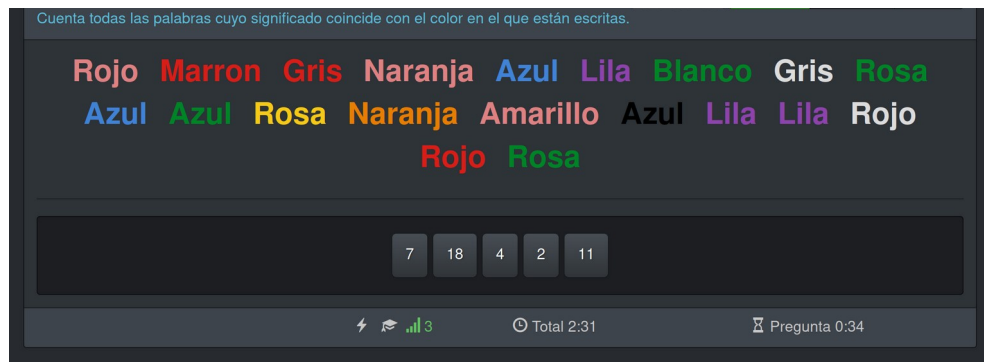 Cuenta todas las palabras cuyo significado coincide con el color en el que están escritas.
Rojo Marron Gris Naranja Azul Lila Blanco Gris Rosa
Azul Azul Rosa Naranja Amarillo Azul Lila Lila Rojo
Rojo Rosa
7 18 4 2 11
3 Total 2:31 Pregunta 0:34